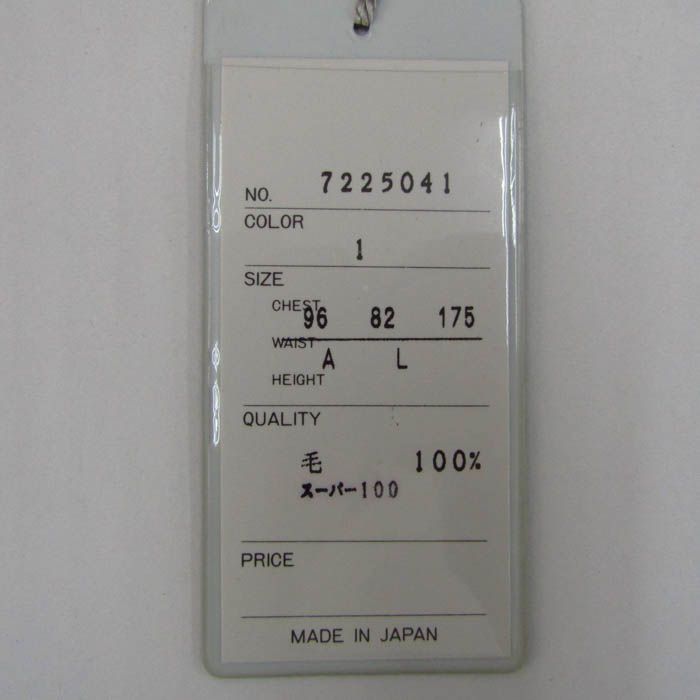 NO. 7225041
COLOR
1
SIZE
CHEST
96 82 175
WAIST
A L
HEIGHT
QUALITY
毛 100%
スーパー100
PRICE
MADE IN JAPAN